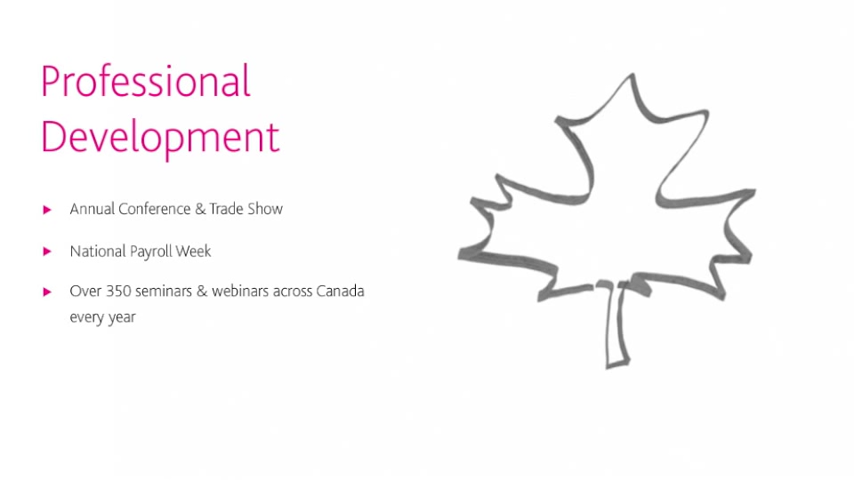 Professional
Development
Annual Conference & Trade Show
National Payroll Week
Over 350 seminars & webinars across Canada
every year